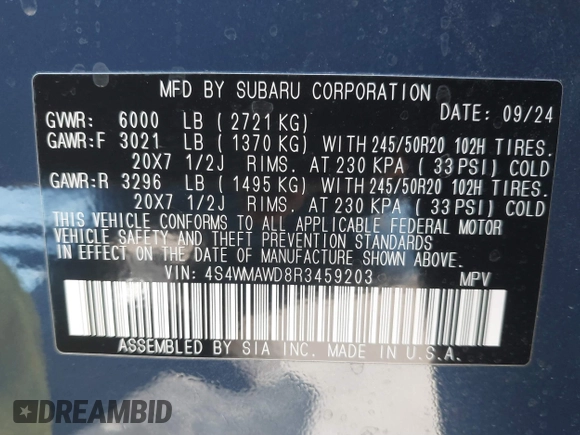 MFD BY SUBARU CORPORATION
DATE: 09/24
GVWR: 6000 LB ( 2721 KG)
GAWR:F 3021 LB ( 1370 KG) WITH 245/50R20 102H TIRES.
20X7 1/2J RIMS. AT 230 KPA ( 33 PSI) COLD
GAWR:R 3296 LB ( 1495 KG) WITH 245/50R20 102H TIRES.
20X7 1/2J RIMS. AT 230 KPA ( 33 PSI) COLD
THIS VEHICLE CONFORMS TO ALL APPLICABLE FEDERAL MOTOR
VEHICLE SAFETY AND THEFT PREVENTION STANDARDS
IN EFFECT ON THE DATE OF MANUFACTURE SHOWN ABOVE.
VIN: 4S4WMAWD8R3459203 MPV
ASSEMBLED BY SIA INC. MADE IN U.S.A.
DREAMBID